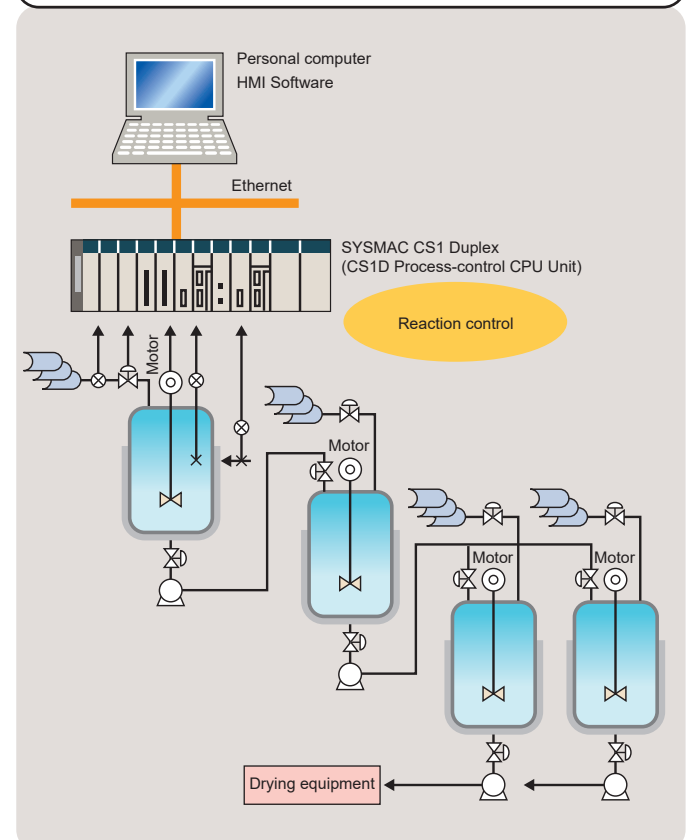 Personal computer
HMI Software
Ethernet
SYSMAC CS1 Duplex
(CS1D Process-control CPU Unit)
Reaction control
Motor
Motor
Motor
Motor
Drying equipment